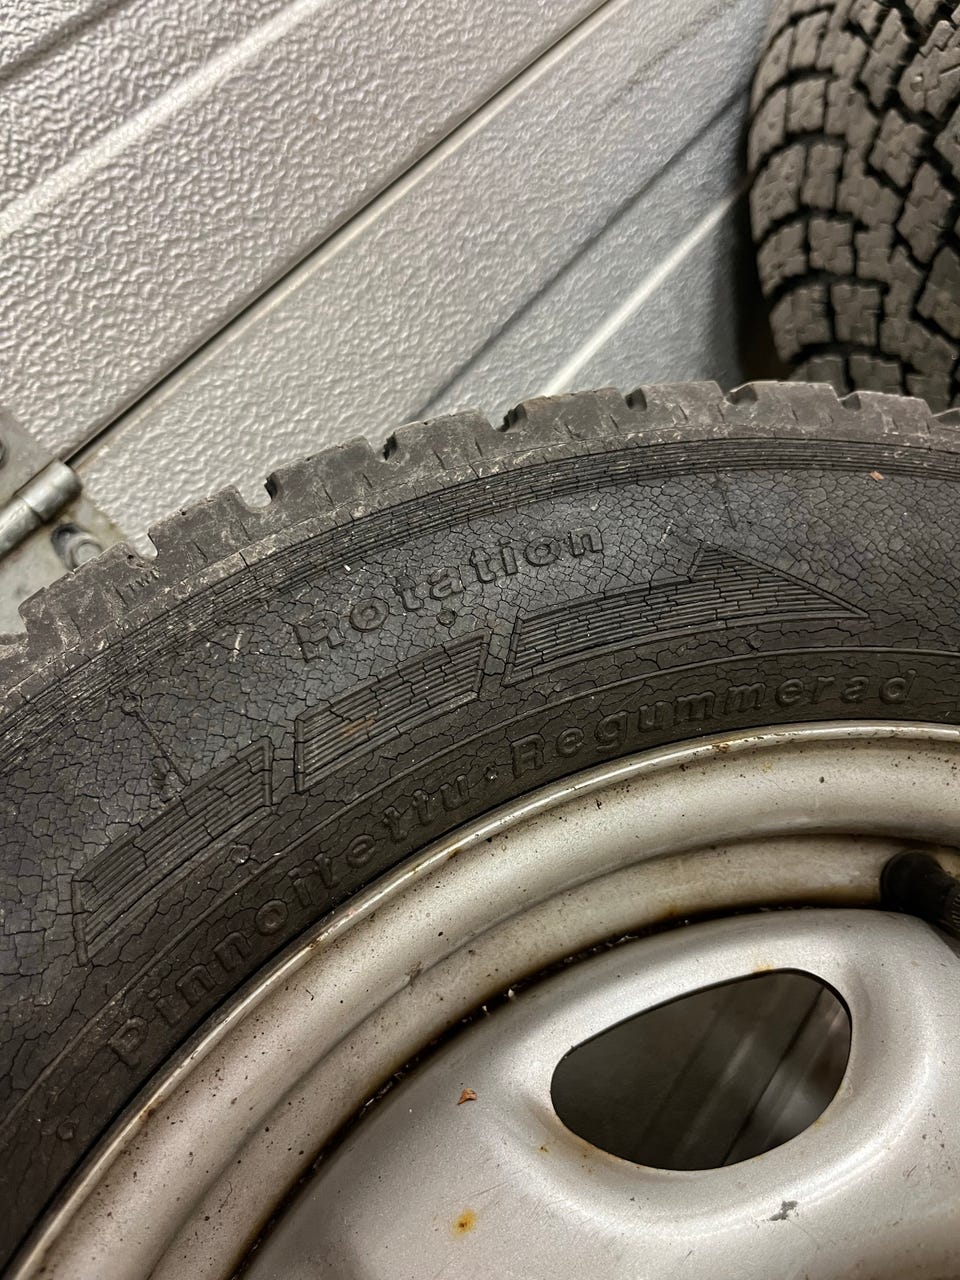 Rotation
Pinnoitettu • Regummerad